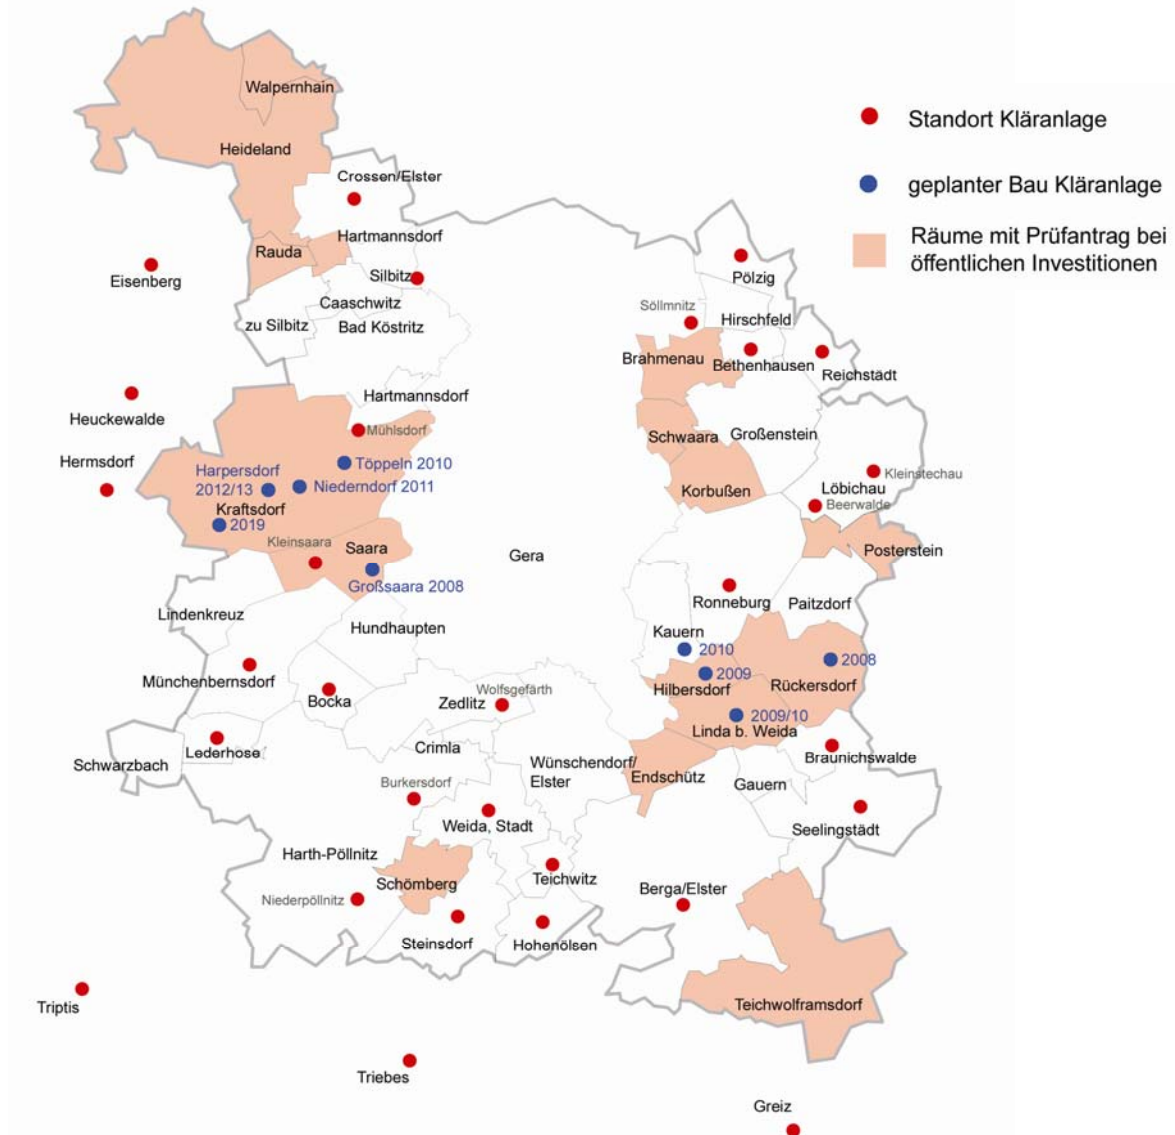 Walpernhain
Heideland
Crossen/Elster
Rauda
Hartmannsdorf
Eisenberg
Silbitz
Caaschwitz
zu Silbitz
Bad Köstritz
Heuckewalde
Hartmannsdorf
Mühlsdorf
Hermsdorf
Harpersdorf
2012/13
Töppeln 2010
Niederndorf 2011
Kraftsdorf
2019
Kleinsaara
Saara
Großsaara 2008
Gera
Lindenkreuz
Hundhaupten
Münchenbernsdorf
Bocka
Zedlitz
Wolfsgefärth
Crimla
Lederhose
Schwarzbach
Burkersdorf
Wünschendorf/
Elster
Weida, Stadt
Harth-Pöllnitz
Schömberg
Niederpöllnitz
Teichwitz
Steinsdorf
Hohenölsen
Triptis
Triebes
Standort Kläranlage
geplanter Bau Kläranlage
Räume mit Prüfantrag bei
öffentlichen Investitionen
Pölzig
Söllmnitz
Hirschfeld
Brahmenau
Bethenhausen
Reichstädt
Schwaara
Großenstein
Kleinstechau
Löbichau
Korbußen
Beerwalde
Posterstein
Ronneburg
Paitzdorf
Kauern
2010
2009
2008
Hilbersdorf
Rückersdorf
2009/10
Linda b. Weida
Braunichswalde
Endschütz
Gauern
Seelingstädt
Berga/Elster
Teichwolframsdorf
Greiz